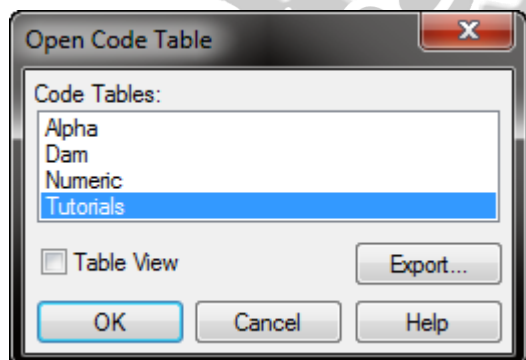 Open Code Table
Code Tables:
Alpha
Dam
Numeric
Tutorials
Table View
Export...
OK
Cancel
Help